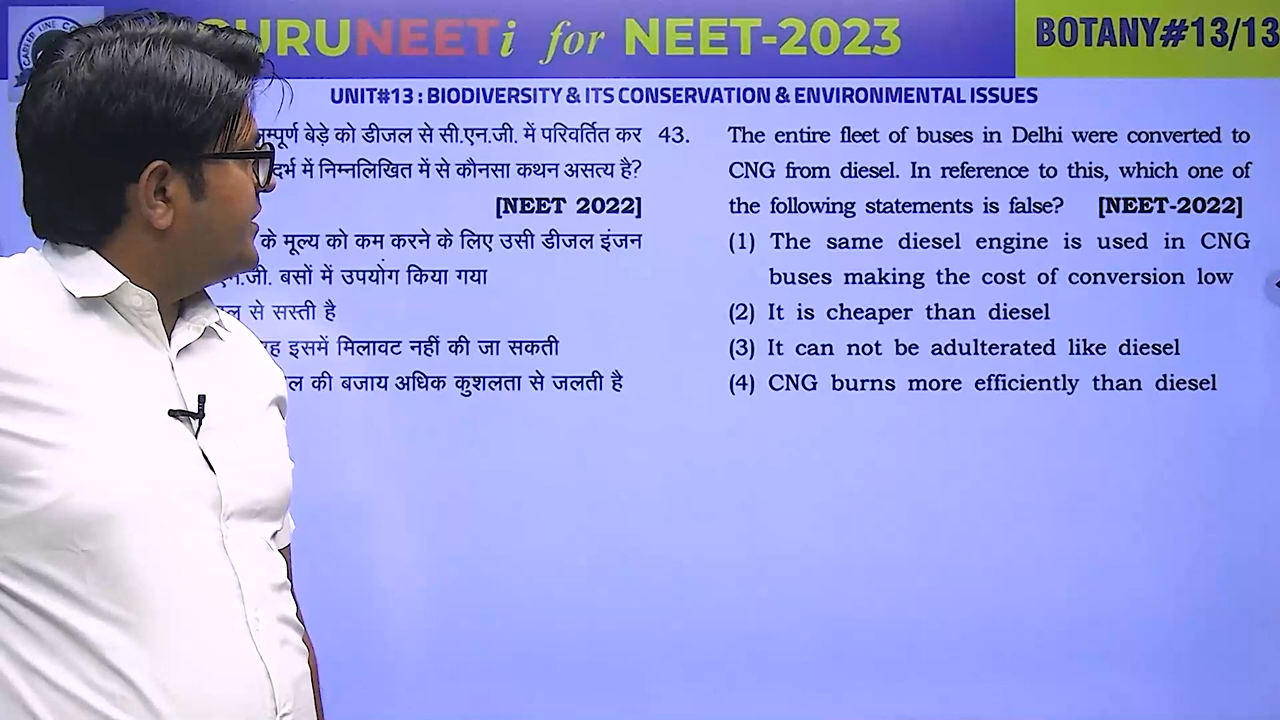 URUNEETi for NEET-2023
BOTANY#13/13
UNIT#13 : BIODIVERSITY & ITS CONSERVATION & ENVIRONMENTAL ISSUES
बेड़े को डीजल से सी.एन.जी. में परिवर्तित कर
में निम्नलिखित में से कौनसा कथन असत्य है?
[NEET 2022]
के मूल्य को कम करने के लिए उसी डीजल इंजन
बसों में उपयोग किया गया
से सस्ती है
इसमें मिलावट नहीं की जा सकती
की बजाय अधिक कुशलता से जलती है
43. The entire fleet of buses in Delhi were converted to
CNG from diesel. In reference to this, which one of
the following statements is false? [NEET-2022]
(1) The same diesel engine is used in CNG
buses making the cost of conversion low
(2) It is cheaper than diesel
(3) It can not be adulterated like diesel
(4) CNG burns more efficiently than diesel